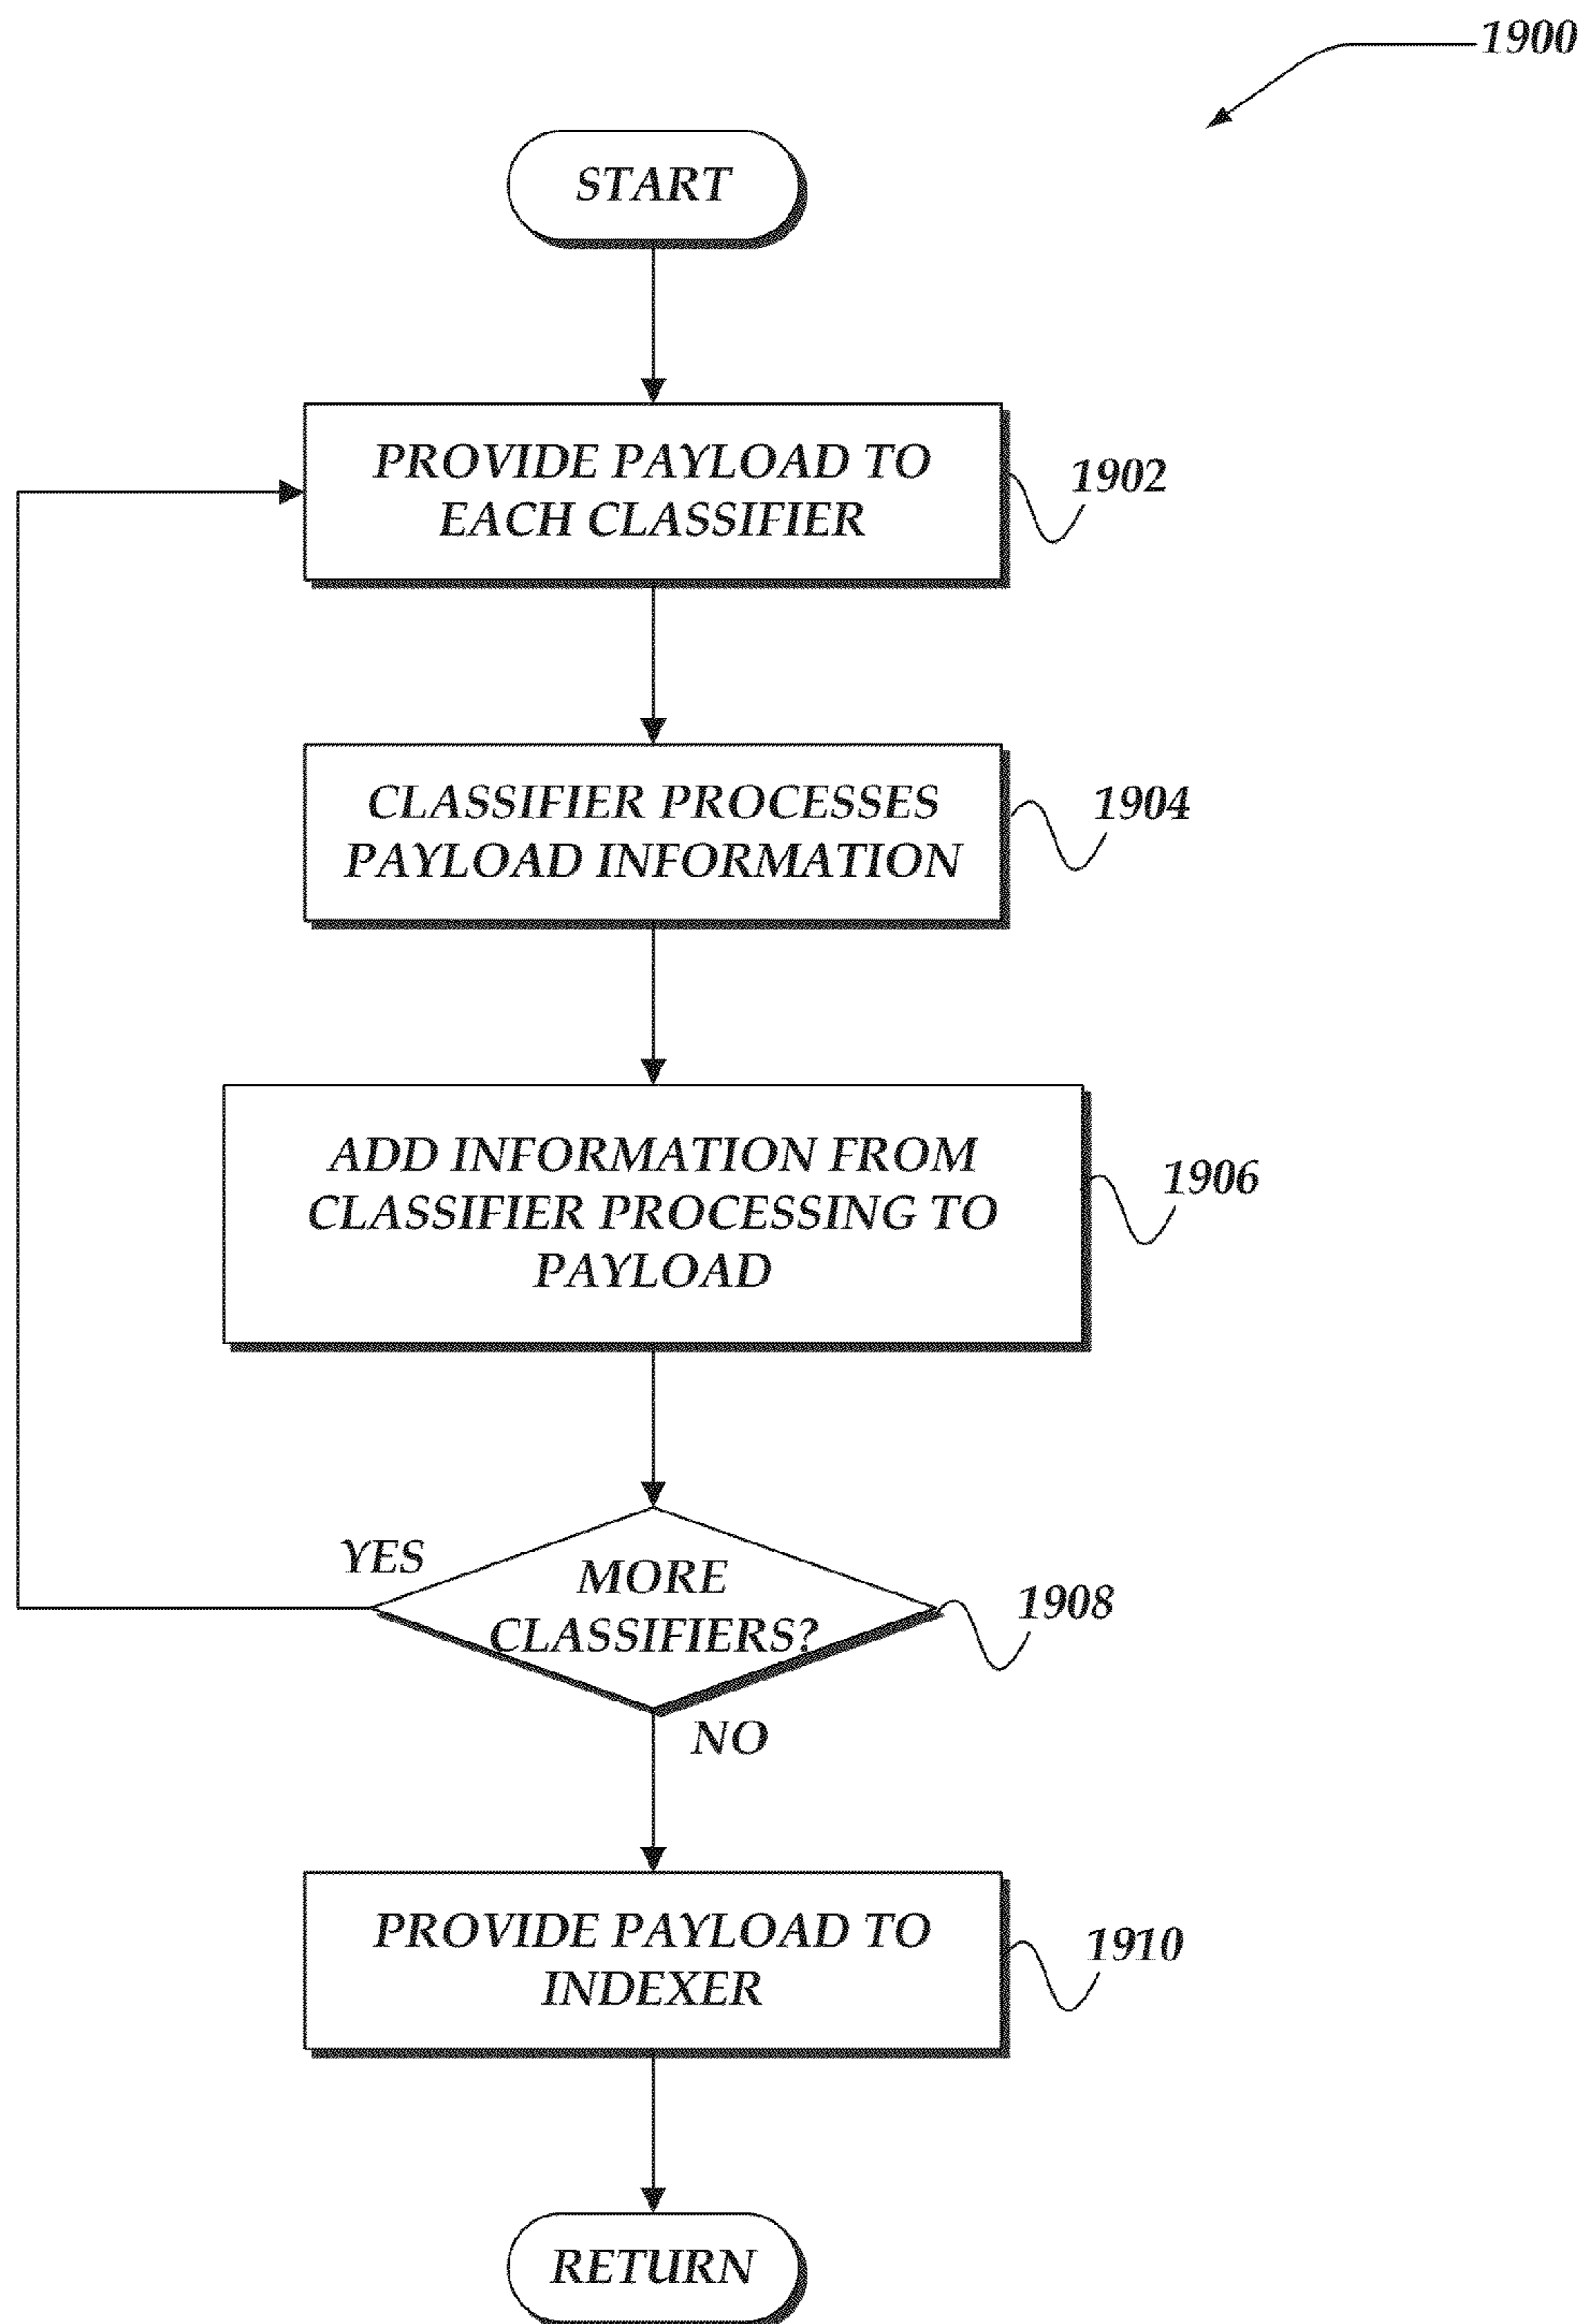 1900
START
PROVIDE PAYLOAD TO
EACH CLASSIFIER
1902
CLASSIFIER PROCESSES
PAYLOAD INFORMATION
1904
ADD INFORMATION FROM
CLASSIFIER PROCESSING TO
PAYLOAD
1906
YES
MORE
CLASSIFIERS?
1908
NO
PROVIDE PAYLOAD TO
INDEXER
1910
RETURN